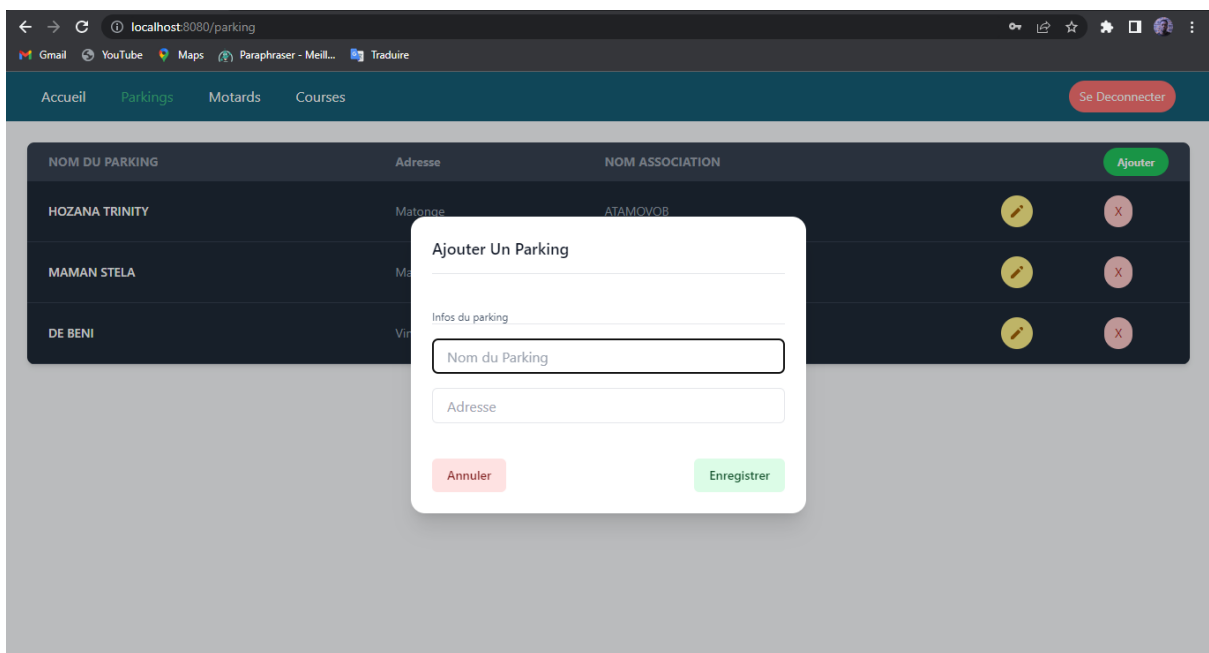 localhost:8080/parking
Gmail YouTube Maps Paraphraser - Meill... Traduire
Accueil Parkings Motards Courses Se Deconnecter
NOM DU PARKING Adresse NOM ASSOCIATION Ajouter
HOZANA TRINITY Matonge ATAMOVOB X
MAMAN STELA Ma X
DE BENI X
Ajouter Un Parking
Infos du parking
Nom du Parking
Adresse
Annuler Enregistrer